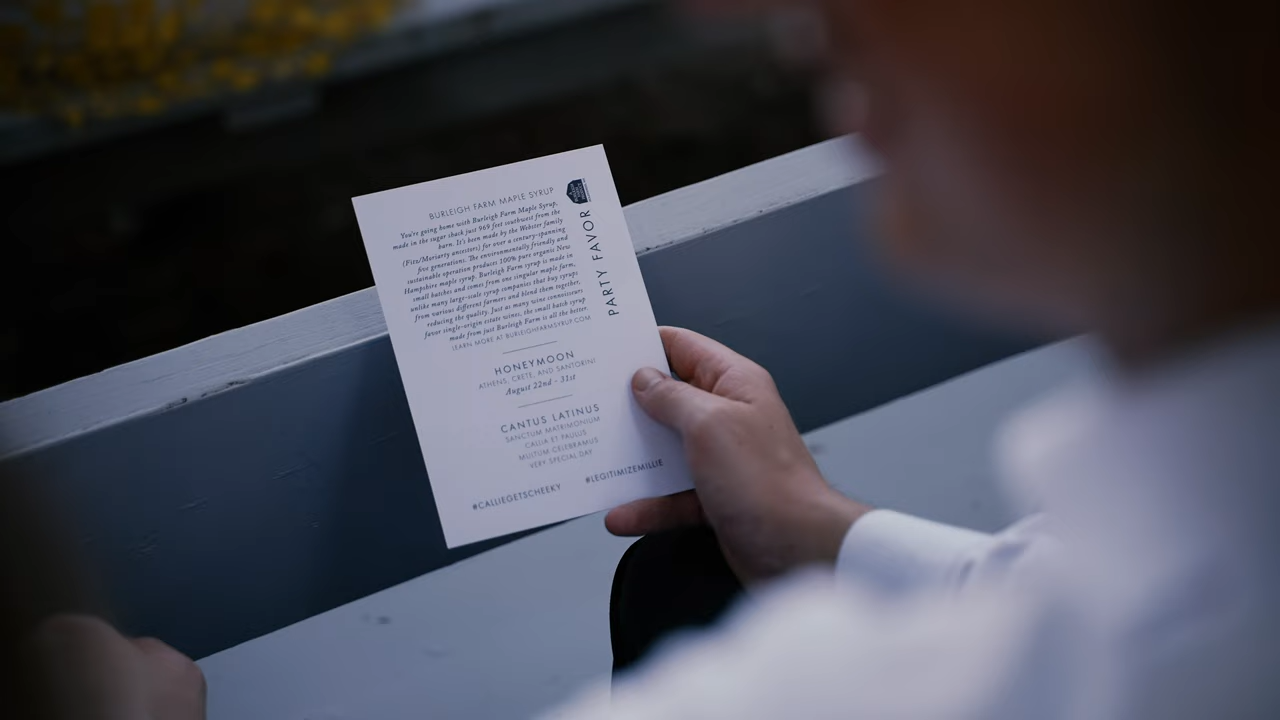 BURLEIGH FARM MAPLE SYRUP
You're going home with Burleigh Farm Maple Syrup,
made in the sugar shack just 969 feet southwest from the
barn. It's been made by the Webster family
(Fitz/Moriarty ancestors) for over a century-spanning
five generations. The environmentally friendly and
sustainable operation produces 100% pure organic New
Hampshire maple syrup. Burleigh Farm syrup is made in
small batches and comes from one singular maple farm,
unlike many large-scale syrup companies that buy syrups
from various different farmers and blend them together,
reducing the quality. Just as many wine connoisseurs
favor single-origin estate wines, the small batch syrup
made from just Burleigh Farm is all the better.
LEARN MORE AT BURLEIGHFARMSYRUP.COM
PARTY FAVOR
HONEYMOON
ATHENS, CRETE, AND SANTORINI
August 22nd - 31st
CANTUS LATINUS
SANCTUM MATRIMONIUM
CALLIA ET PAULUS
MULTUM CELEBRAMUS
VERY SPECIAL DAY
#CALLIEGETSCHEEKY #LEGITIMIZEMILLIE